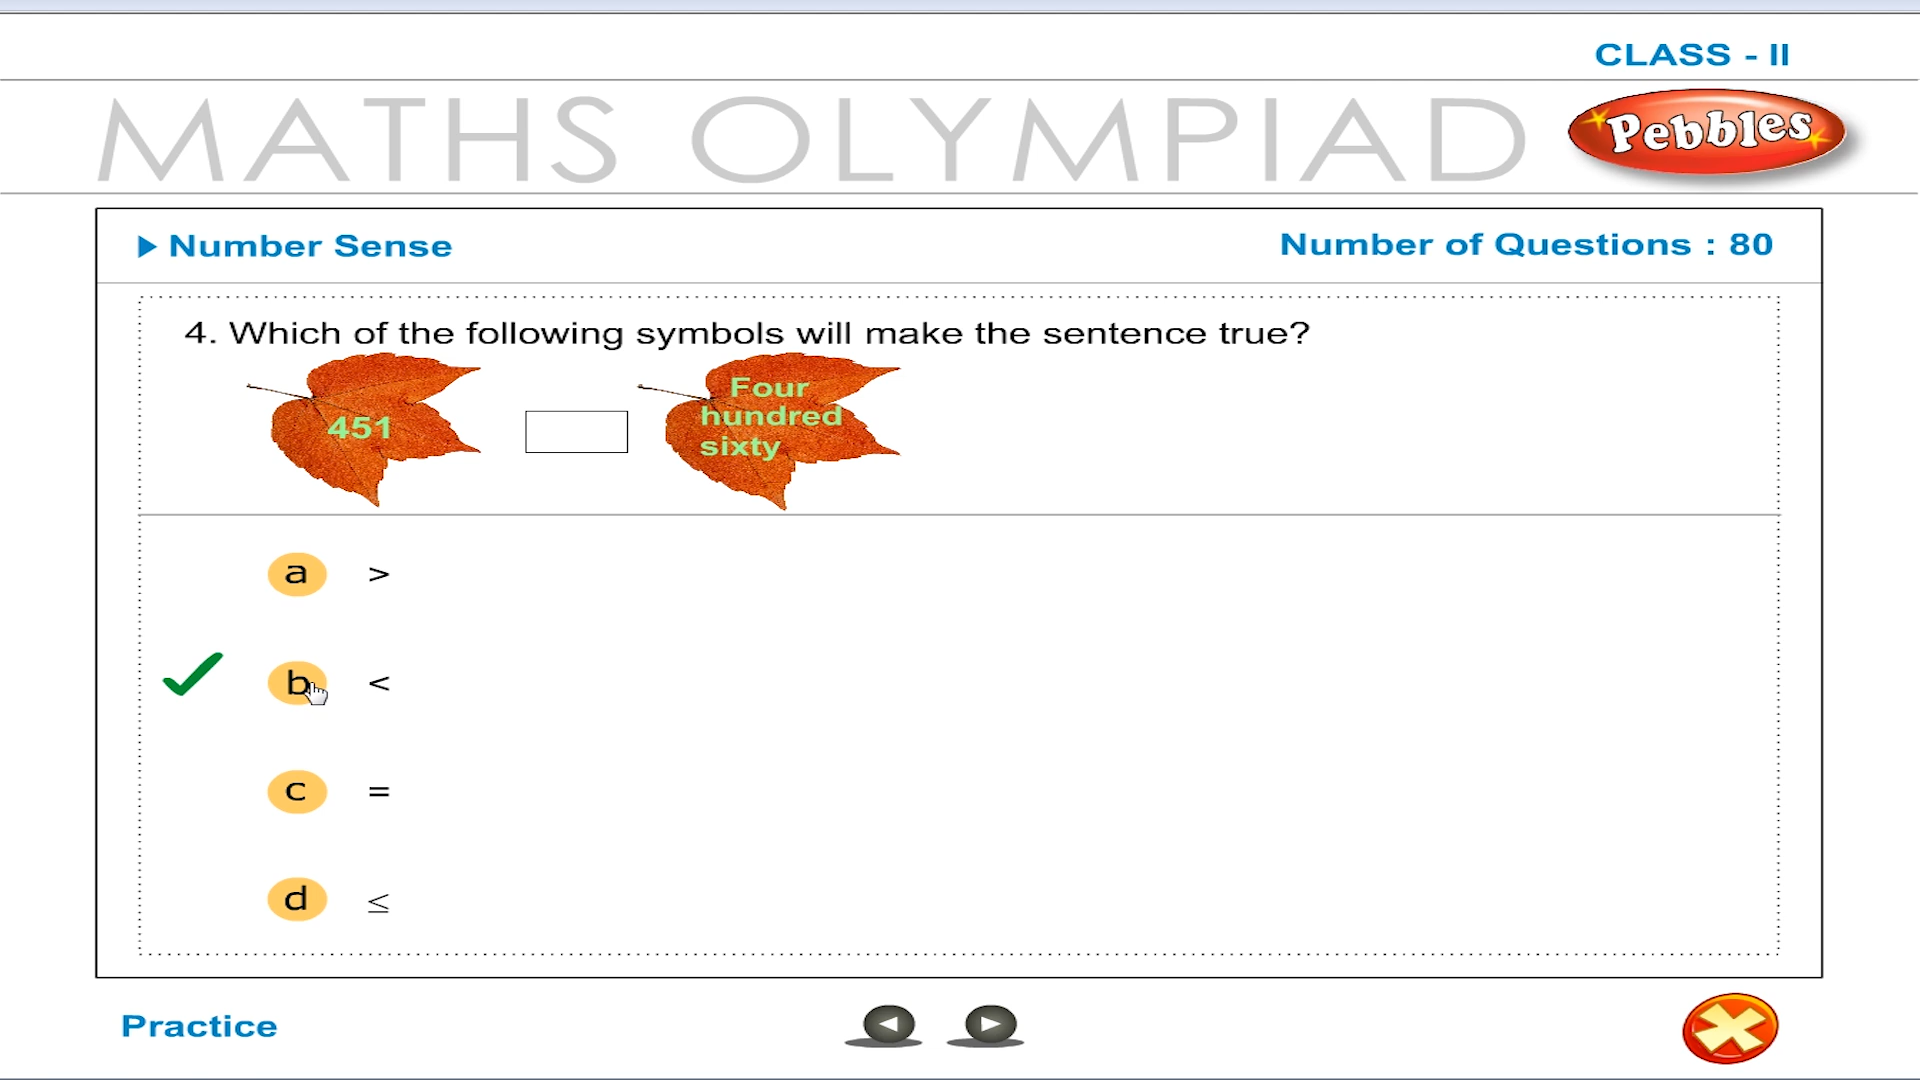 CLASS - II
MATHS OLYMPIAD
Pebbles
Number Sense
Number of Questions : 80
4. Which of the following symbols will make the sentence true?
451
Four
hundred
sixty
a >
b <
c =
d ≤
Practice